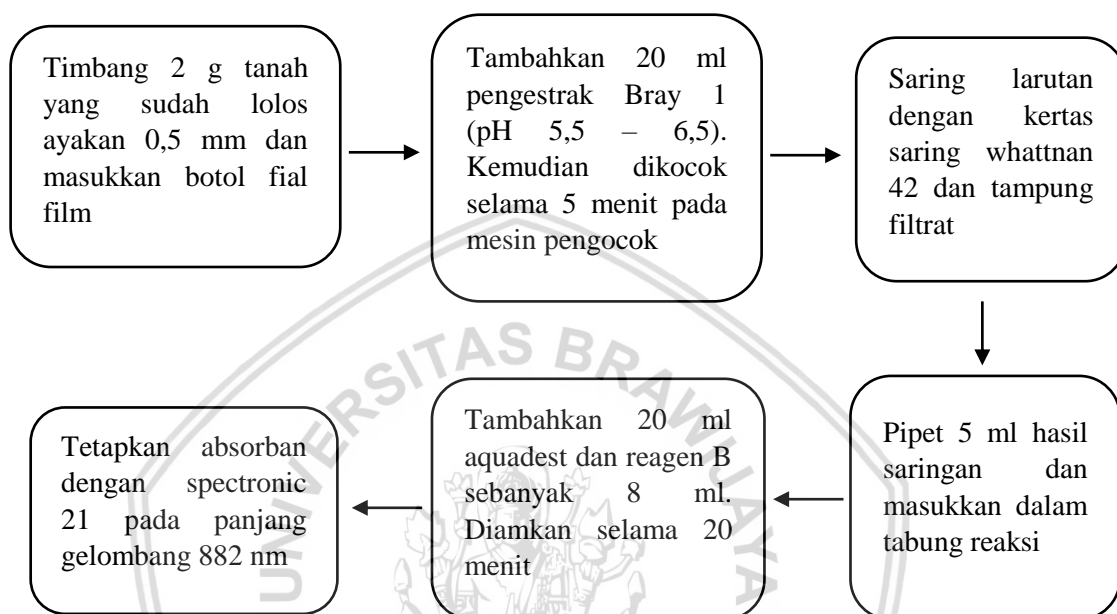 Timbang 2 g tanah
yang sudah lolos
ayakan 0,5 mm dan
masukkan botol fial
film
Tambahkan 20 ml
pengestrak Bray 1
(pH 5,5 – 6,5).
Kemudian dikocok
selama 5 menit pada
mesin pengocok
Saring larutan
dengan kertas
saring whattnan
42 dan tampung
filtrat
Pipet 5 ml hasil
saringan dan
masukkan dalam
tabung reaksi
Tambahkan 20 ml
aquadest dan reagen B
sebanyak 8 ml.
Diamkan selama 20
menit
Tetapkan absorban
dengan spectronic
21 pada panjang
gelombang 882 nm
UNIVERSITAS BRAWIJAYA